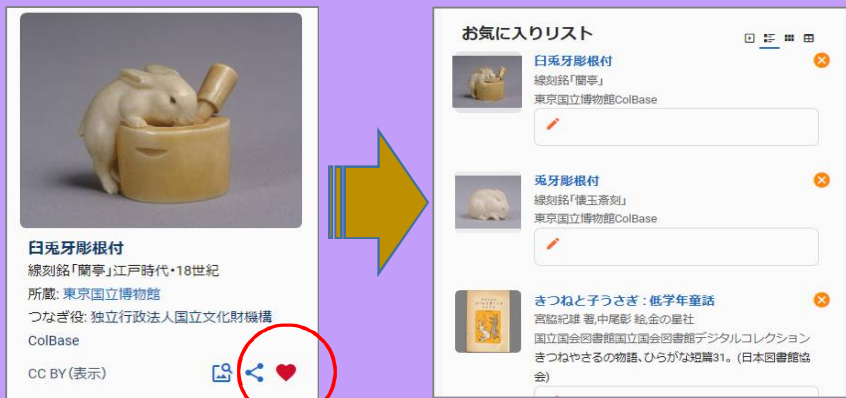 臼兎牙彫根付
線刻銘「蘭亭」江戸時代・18世紀
所蔵: 東京国立博物館
つなぎ役: 独立行政法人国立文化財機構
ColBase
CC BY (表示)
お気に入りリスト
臼兎牙彫根付
線刻銘「蘭亭」
東京国立博物館ColBase
兎牙彫根付
線刻銘「懐玉斎刻」
東京国立博物館ColBase
きつねと子うさぎ : 低学年童話
宮脇紀雄 著,中尾彰 絵,金の星社
国立国会図書館国立国会図書館デジタルコレクション
きつねやさるの物語、ひらがな短篇31。(日本図書館協
会)